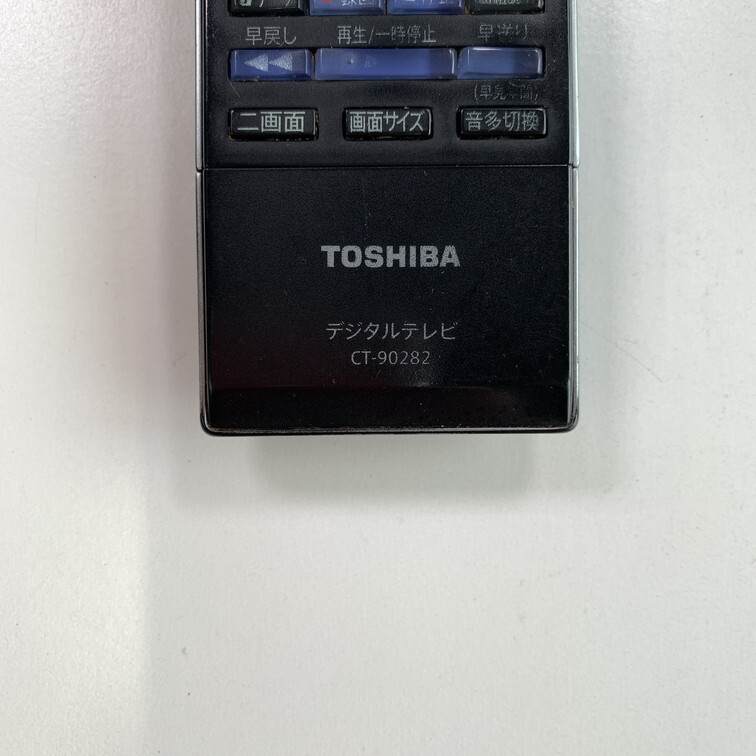 早戻し 再生/一時停止 早送り
(早見早聞)
二画面 画面サイズ 音多切換
TOSHIBA
デジタルテレビ
CT-90282